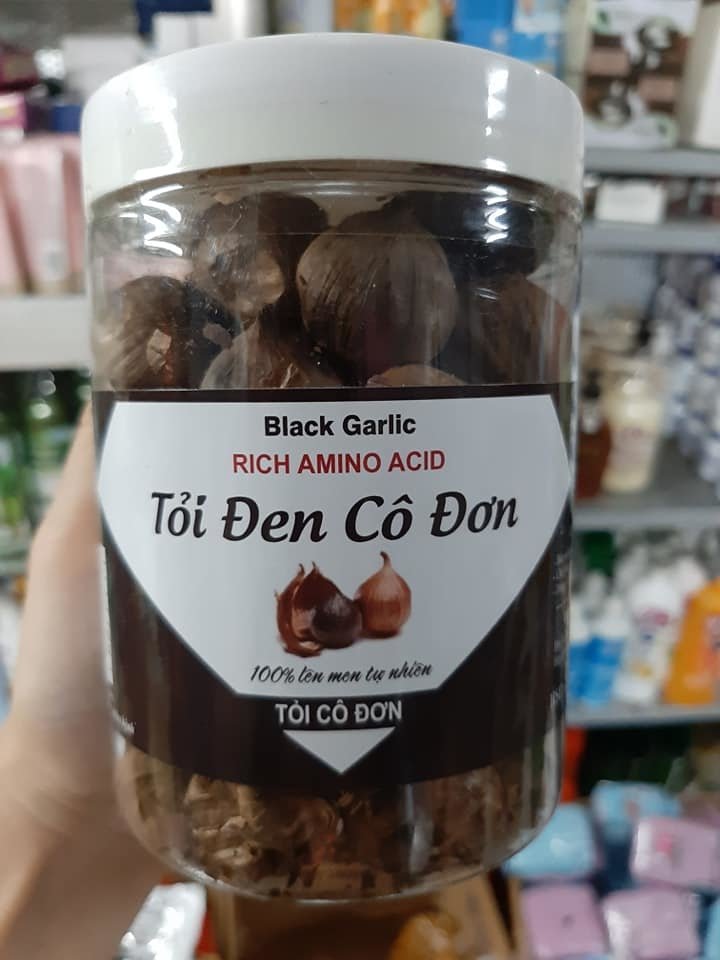 Black Garlic
RICH AMINO ACID
Tỏi Đen Cô Đơn
100% lên men tự nhiên
TỎI CÔ ĐƠN